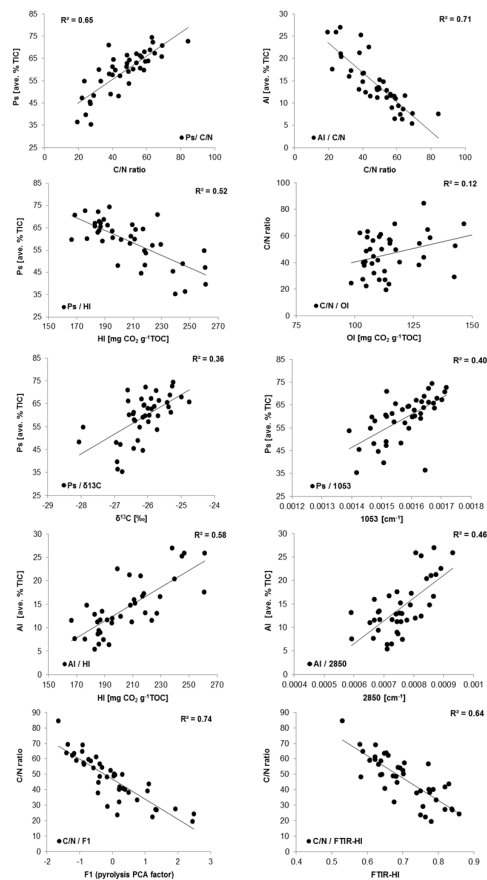 R² = 0.65
85
75
65
55
45
35
25
Ps [ave. % TIC]
Ps/ C/N
0 20 40 60 80 100
C/N ratio
R² = 0.71
30
25
20
15
10
5
0
Al [ave. % TIC]
Al / C/N
0 20 40 60 80 100
C/N ratio
R² = 0.52
85
75
65
55
45
35
25
Ps [ave. % TIC]
Ps / HI
150 170 190 210 230 250 270
HI [mg CO₂ g⁻¹TOC]
R² = 0.12
100
80
60
40
20
0
C/N ratio
C/N / OI
80 100 120 140
OI [mg CO₂ g⁻¹TOC]
R² = 0.36
85
75
65
55
45
35
25
Ps [ave. % TIC]
Ps / δ13C
-29 -28 -27 -26 -25 -24
δ¹³C [‰]
R² = 0.40
85
75
65
55
45
35
25
Ps [ave. % TIC]
Ps / 1053
0.0012 0.0013 0.0014 0.0015 0.0016 0.0017 0.0018
1053 [cm⁻¹]
R² = 0.58
30
25
20
15
10
5
0
Al [ave. % TIC]
Al / HI
150 170 190 210 230 250 270
HI [mg CO₂ g⁻¹TOC]
R² = 0.46
30
25
20
15
10
5
0
Al [ave. % TIC]
Al / 2850
0.0004 0.0005 0.0006 0.0007 0.0008 0.0009 0.001
2850 [cm⁻¹]
R² = 0.74
90
80
70
60
50
40
30
20
10
0
C/N ratio
C/N / F1
-2 -1 0 1 2 3
F1 (pyrolysis PCA factor)
R² = 0.64
90
80
70
60
50
40
30
20
10
0
C/N ratio
C/N / FTIR-HI
0.4 0.5 0.6 0.7 0.8 0.9
FTIR-HI